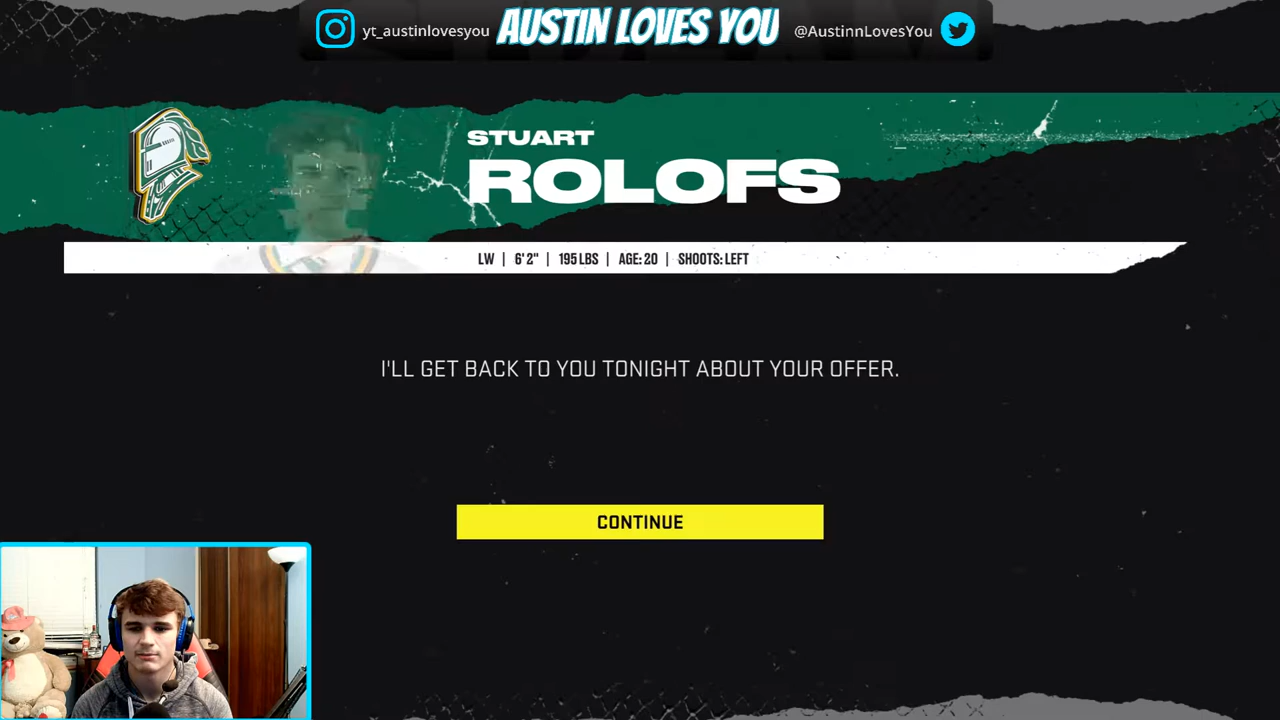 yt_austinlovesyou AUSTIN LOVES YOU @AustinnLovesYou
STUART
ROLOFS
LW | 6' 2" | 195 LBS | AGE: 20 | SHOOTS: LEFT
I'LL GET BACK TO YOU TONIGHT ABOUT YOUR OFFER.
CONTINUE